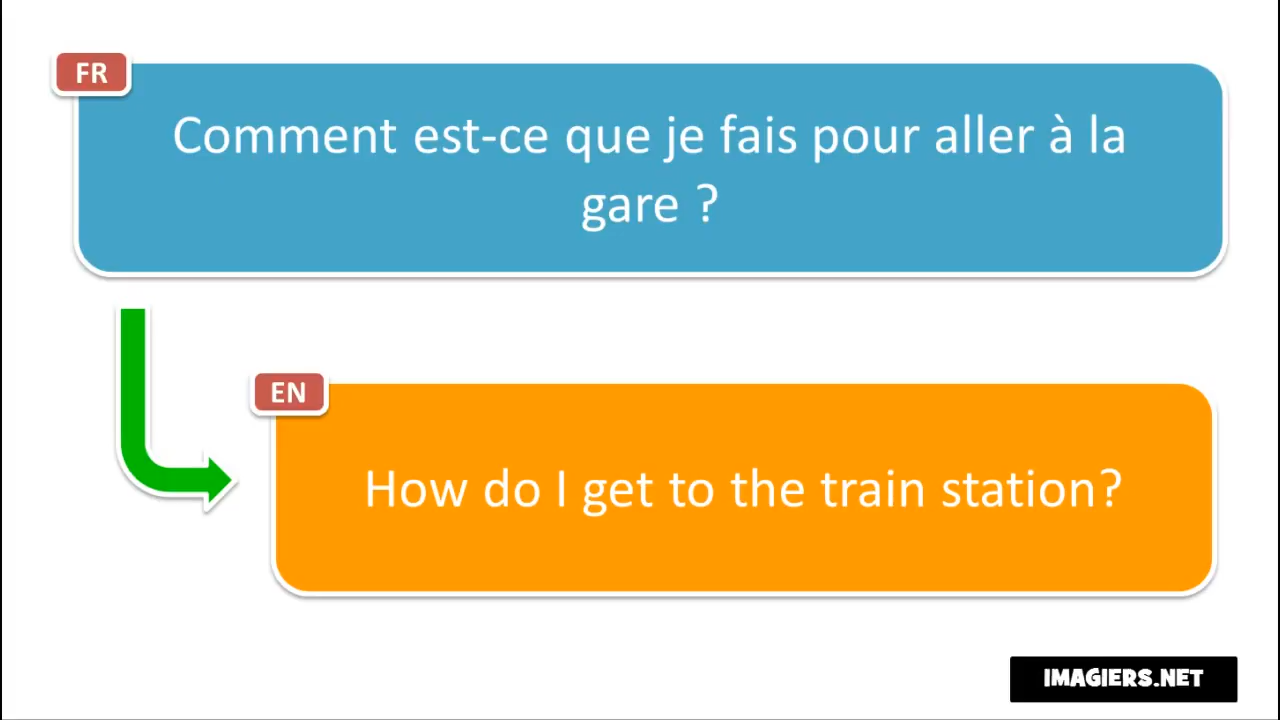 FR
Comment est-ce que je fais pour aller à la
gare ?
EN
How do I get to the train station?
IMAGIERS.NET